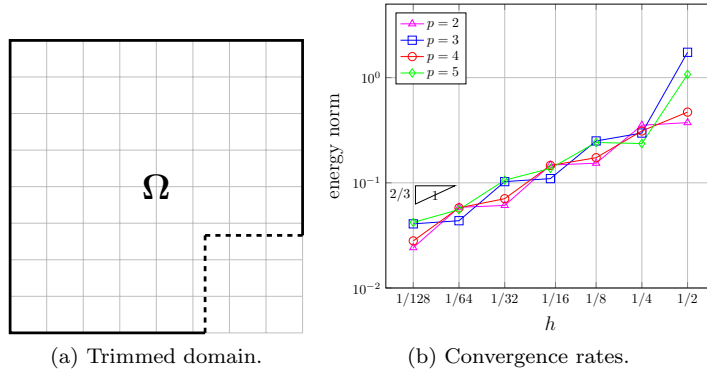 Ω
(a) Trimmed domain.
p = 2
p = 3
p = 4
p = 5
energy norm
10^0
10^{-1}
10^{-2}
2/3
1
1/128 1/64 1/32 1/16 1/8 1/4 1/2
h
(b) Convergence rates.